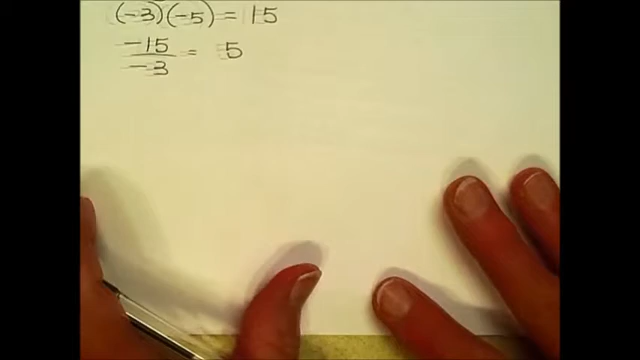 (-3)(-5) = 15
-15/-3 = 5